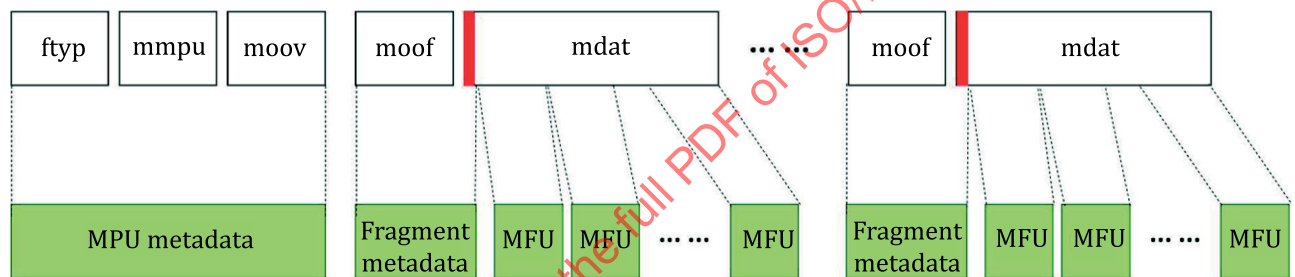 ftyp mmpu moov moof mdat ... ... moof mdat
the full PDF of ISO/
MPU metadata Fragment metadata MFU MFU ... ... MFU Fragment metadata MFU MFU ... ... MFU